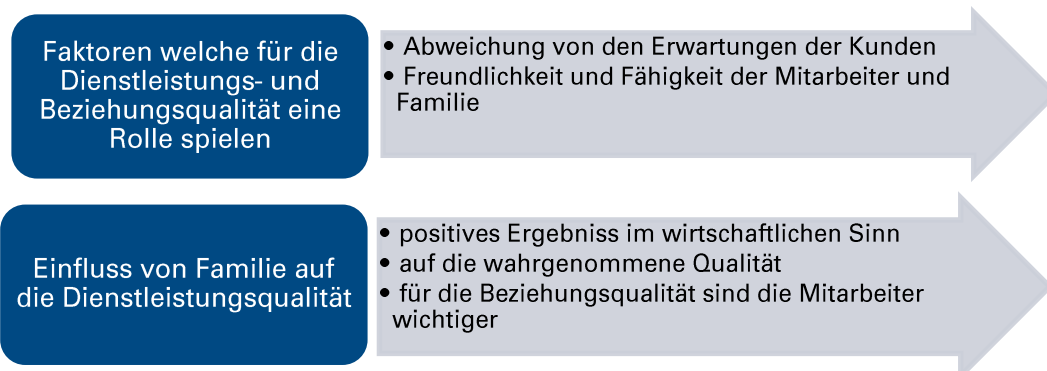 Faktoren welche für die
Dienstleistungs- und
Beziehungsqualität eine
Rolle spielen
• Abweichung von den Erwartungen der Kunden
• Freundlichkeit und Fähigkeit der Mitarbeiter und
Familie
Einfluss von Familie auf
die Dienstleistungsqualität
• positives Ergebniss im wirtschaftlichen Sinn
• auf die wahrgenommene Qualität
• für die Beziehungsqualität sind die Mitarbeiter
wichtiger